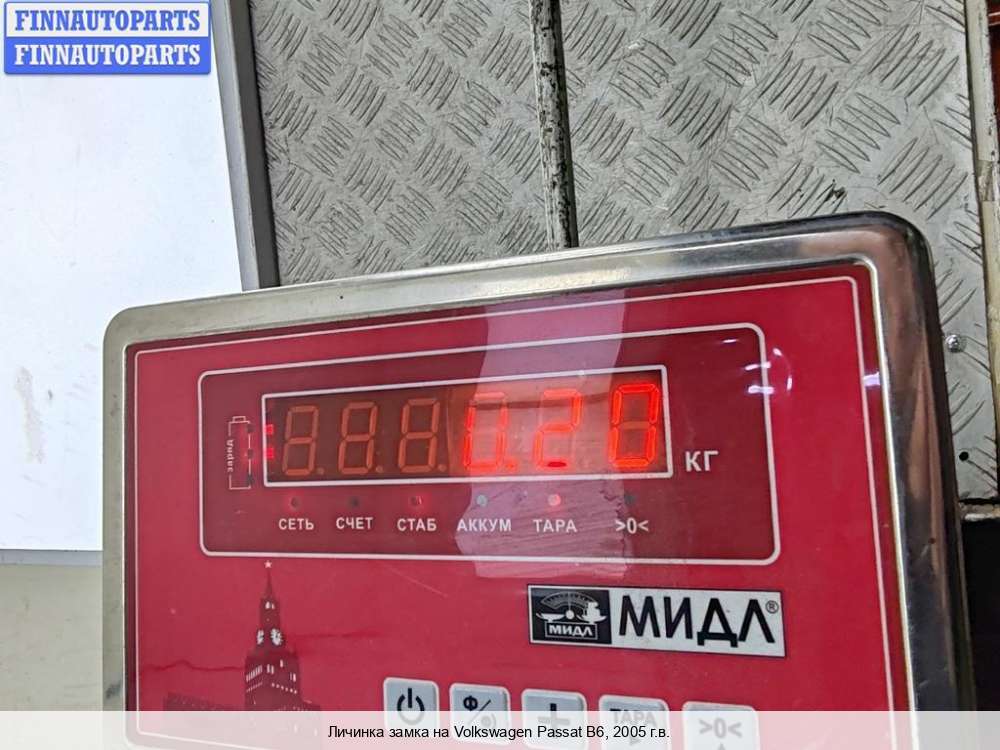 FINNAUTOPARTS
FINNAUTOPARTS
заряд
0.20
КГ
СЕТЬ СЧЕТ СТАБ АККУМ ТАРА >0<
МИДЛ
МИДЛ®
Ф
ТАРА
>0<
Личинка замка на Volkswagen Passat B6, 2005 г.в.